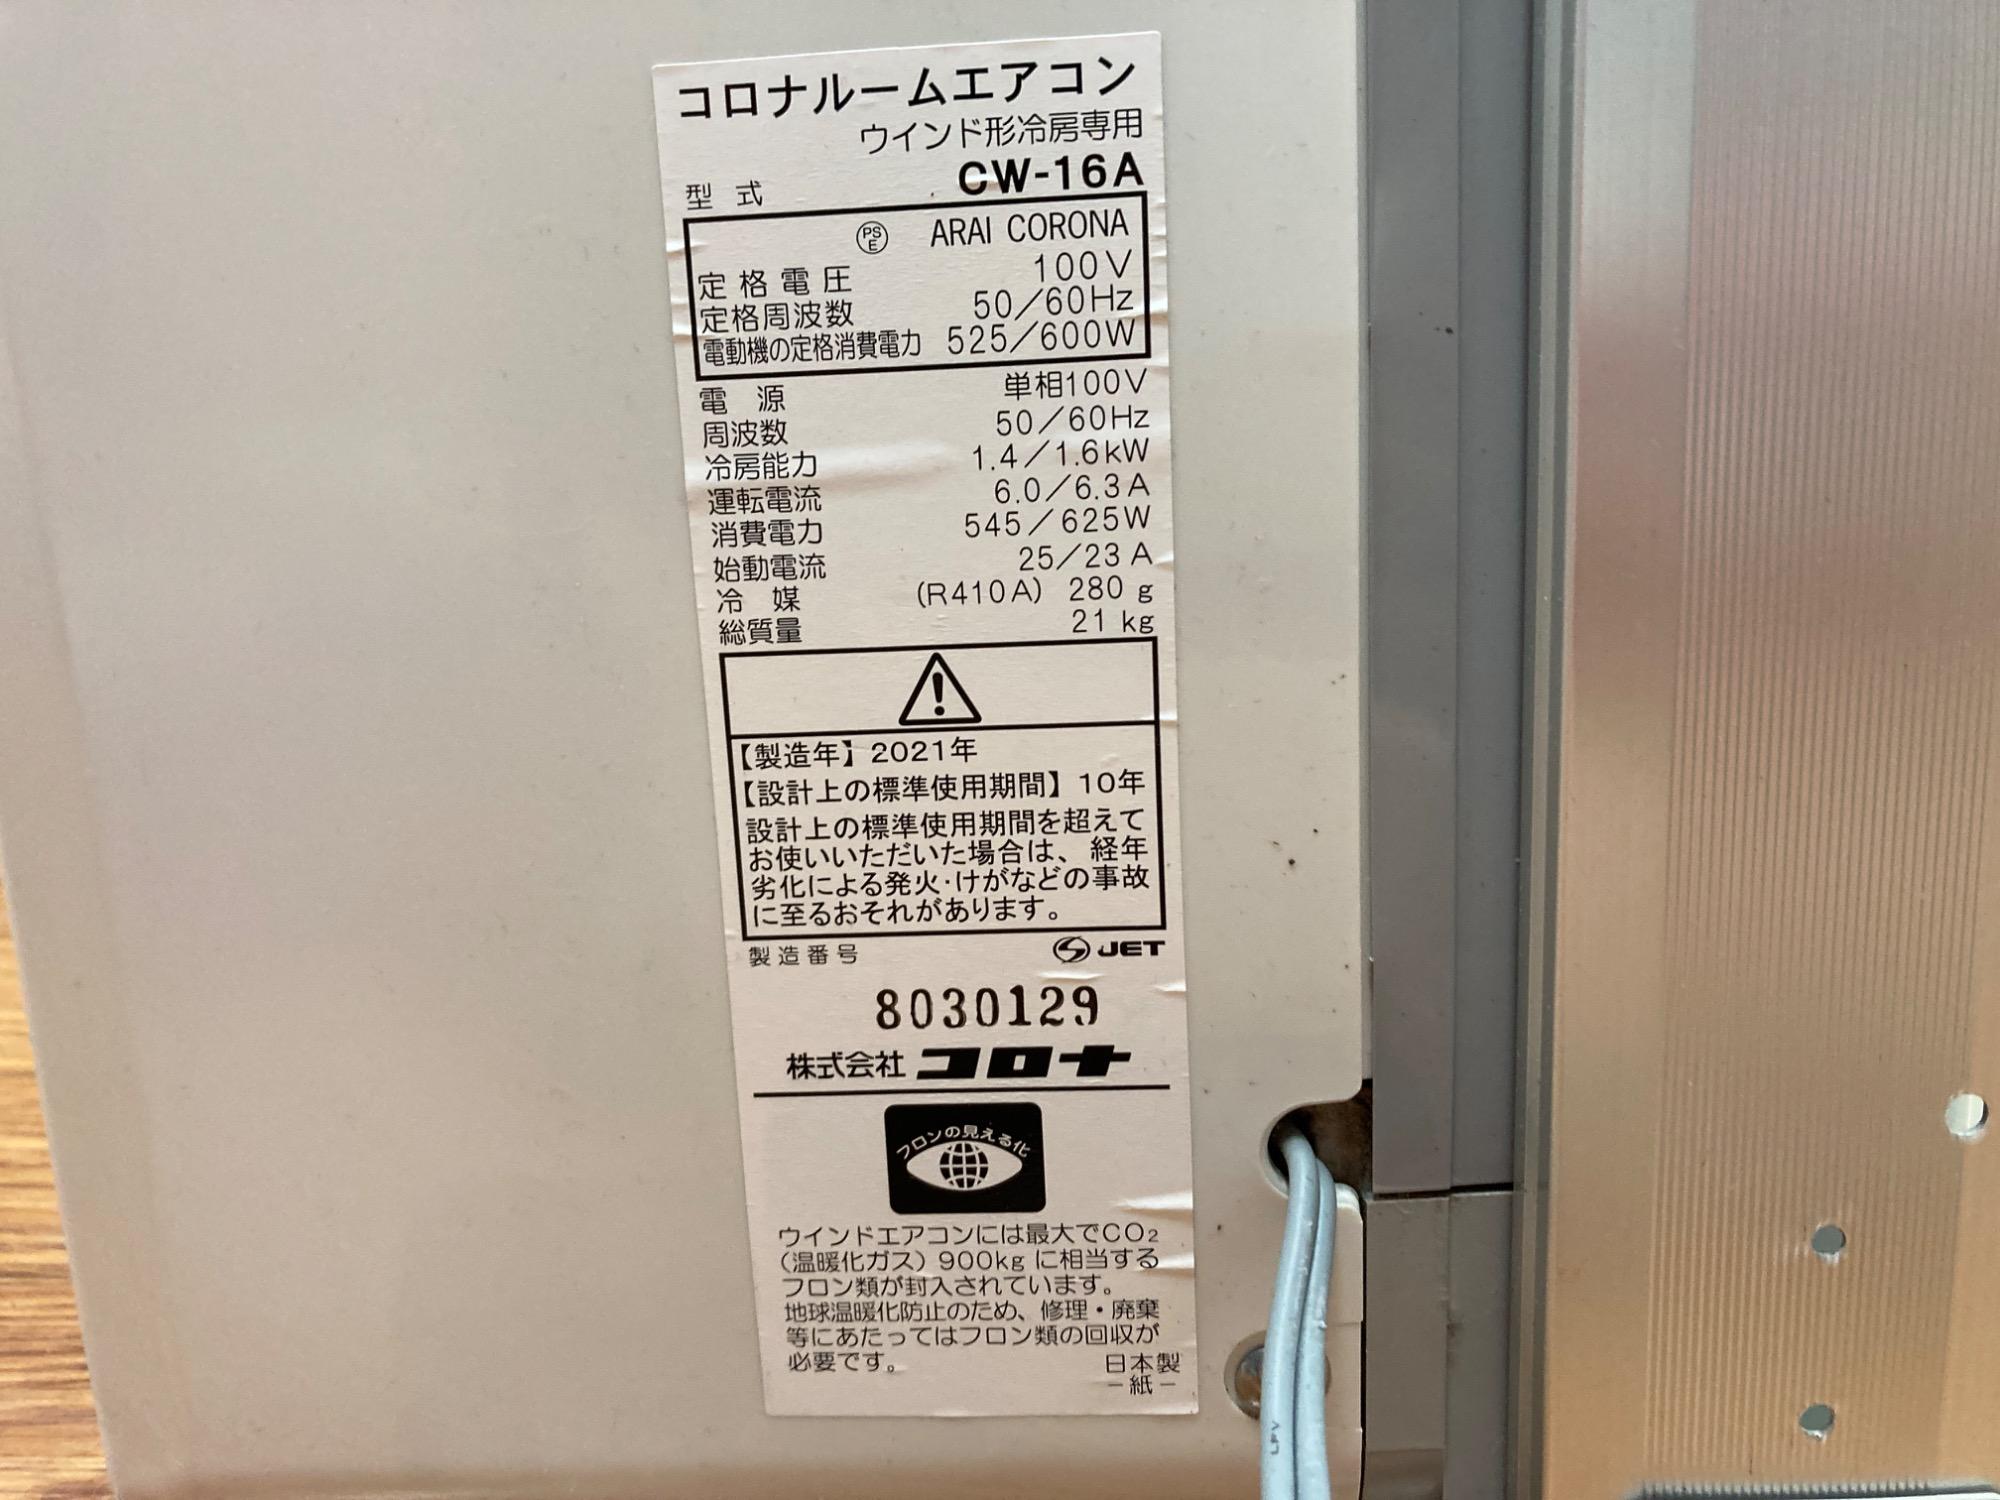 コロナルームエアコン
ウインド形冷房専用
型式 CW-16A
PSE ARAI CORONA
定格電圧 100V
定格周波数 50/60Hz
電動機の定格消費電力 525/600W
電源 単相100V
周波数 50/60Hz
冷房能力 1.4/1.6kW
運転電流 6.0/6.3A
消費電力 545/625W
始動電流 25/23A
冷媒 (R410A) 280g
総質量 21kg
【製造年】2021年
【設計上の標準使用期間】10年
設計上の標準使用期間を超えて
お使いいただいた場合は、経年
劣化による発火・けがなどの事故
に至るおそれがあります。
製造番号 JET
8030129
株式会社コロナ
フロンの見える化
ウインドエアコンには最大でCO₂
(温暖化ガス)900kgに相当する
フロン類が封入されています。
地球温暖化防止のため、修理・廃棄
等にあたってはフロン類の回収が
必要です。 日本製
-紙-